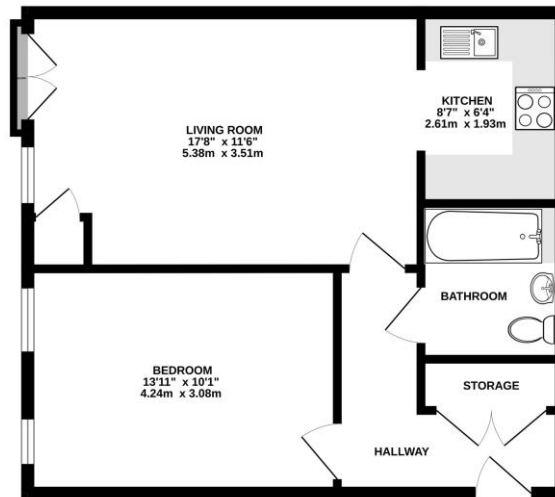 LIVING ROOM
17'8" x 11'6"
5.38m x 3.51m
KITCHEN
8'7" x 6'4"
2.61m x 1.93m
BATHROOM
BEDROOM
13'11" x 10'1"
4.24m x 3.08m
STORAGE
HALLWAY